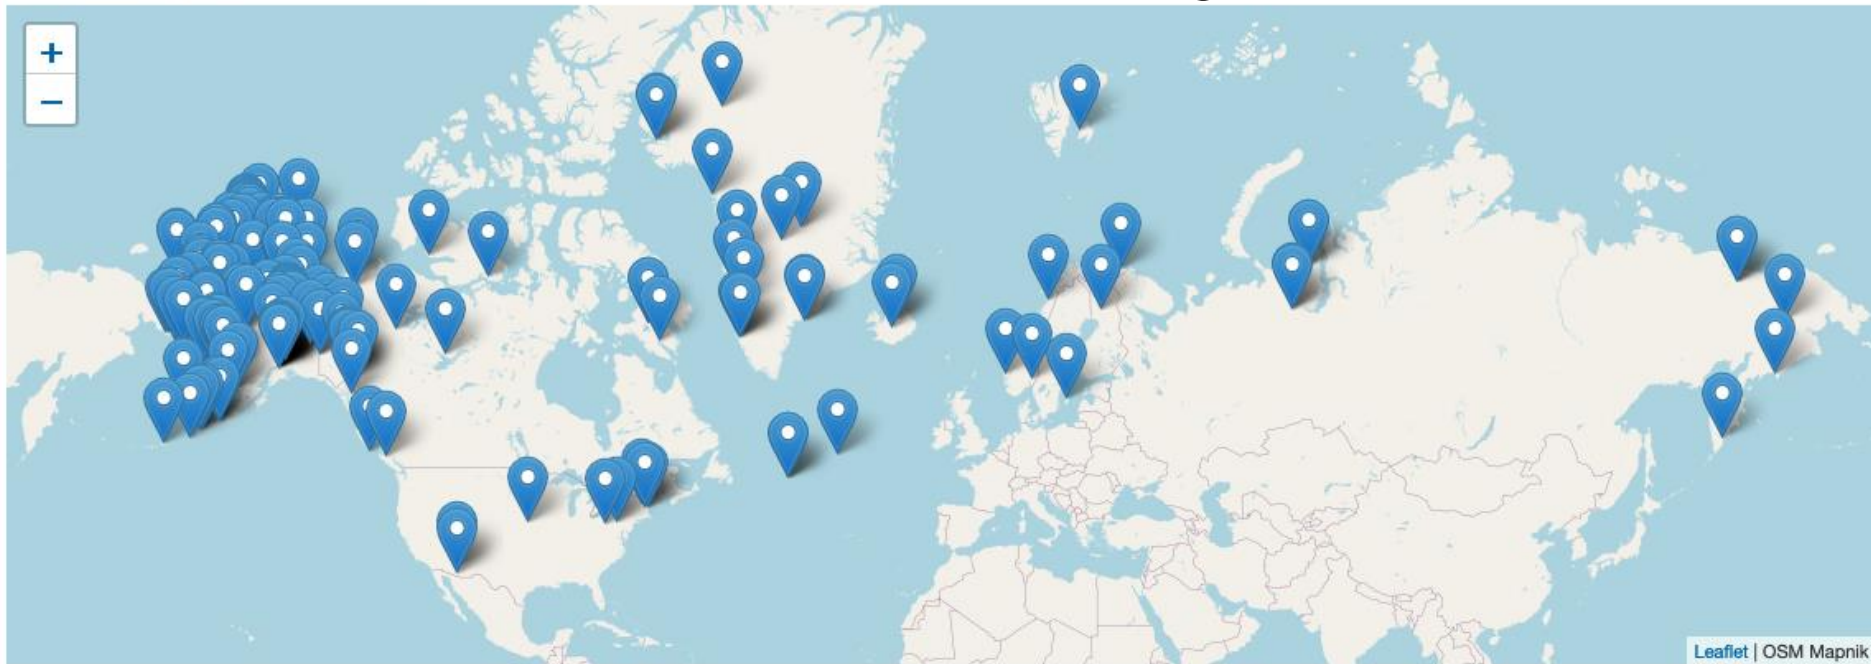 +
−
Leaflet | OSM Mapnik